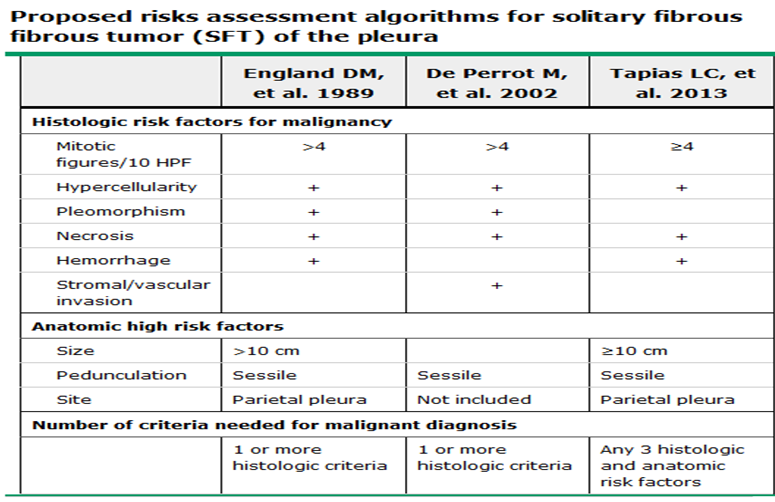 Proposed risks assessment algorithms for solitary fibrous
fibrous tumor (SFT) of the pleura
England DM, et al. 1989 De Perrot M, et al. 2002 Tapias LC, et al. 2013
Histologic risk factors for malignancy
Mitotic figures/10 HPF >4 >4 ≥4
Hypercellularity + + +
Pleomorphism + +
Necrosis + + +
Hemorrhage + +
Stromal/vascular invasion +
Anatomic high risk factors
Size >10 cm ≥10 cm
Pedunculation Sessile Sessile Sessile
Site Parietal pleura Not included Parietal pleura
Number of criteria needed for malignant diagnosis
1 or more histologic criteria 1 or more histologic criteria Any 3 histologic and anatomic risk factors